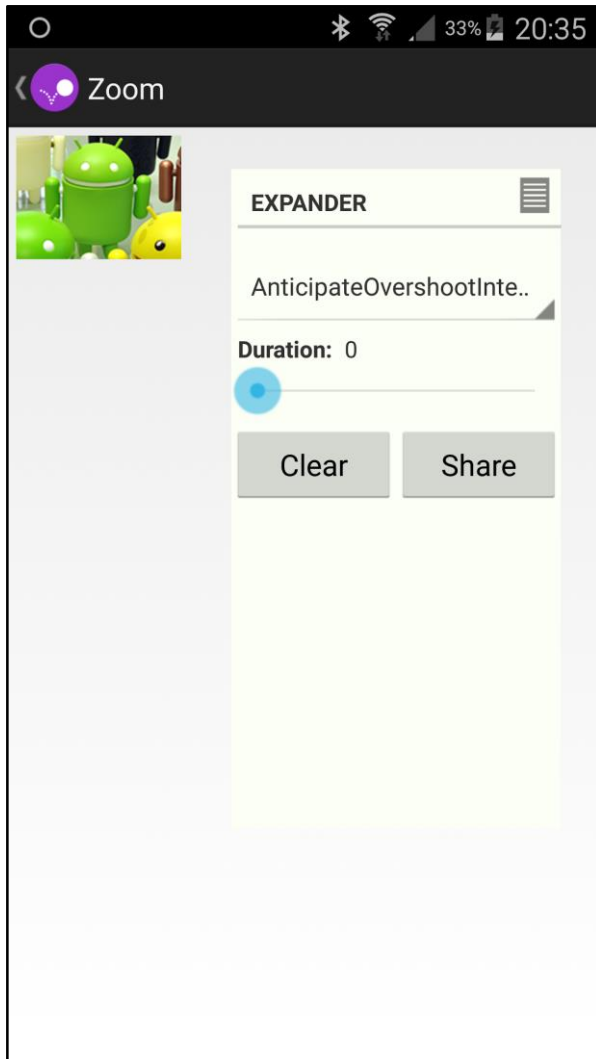 33% 20:35
Zoom
EXPANDER
AnticipateOvershootInte..
Duration: 0
Clear Share